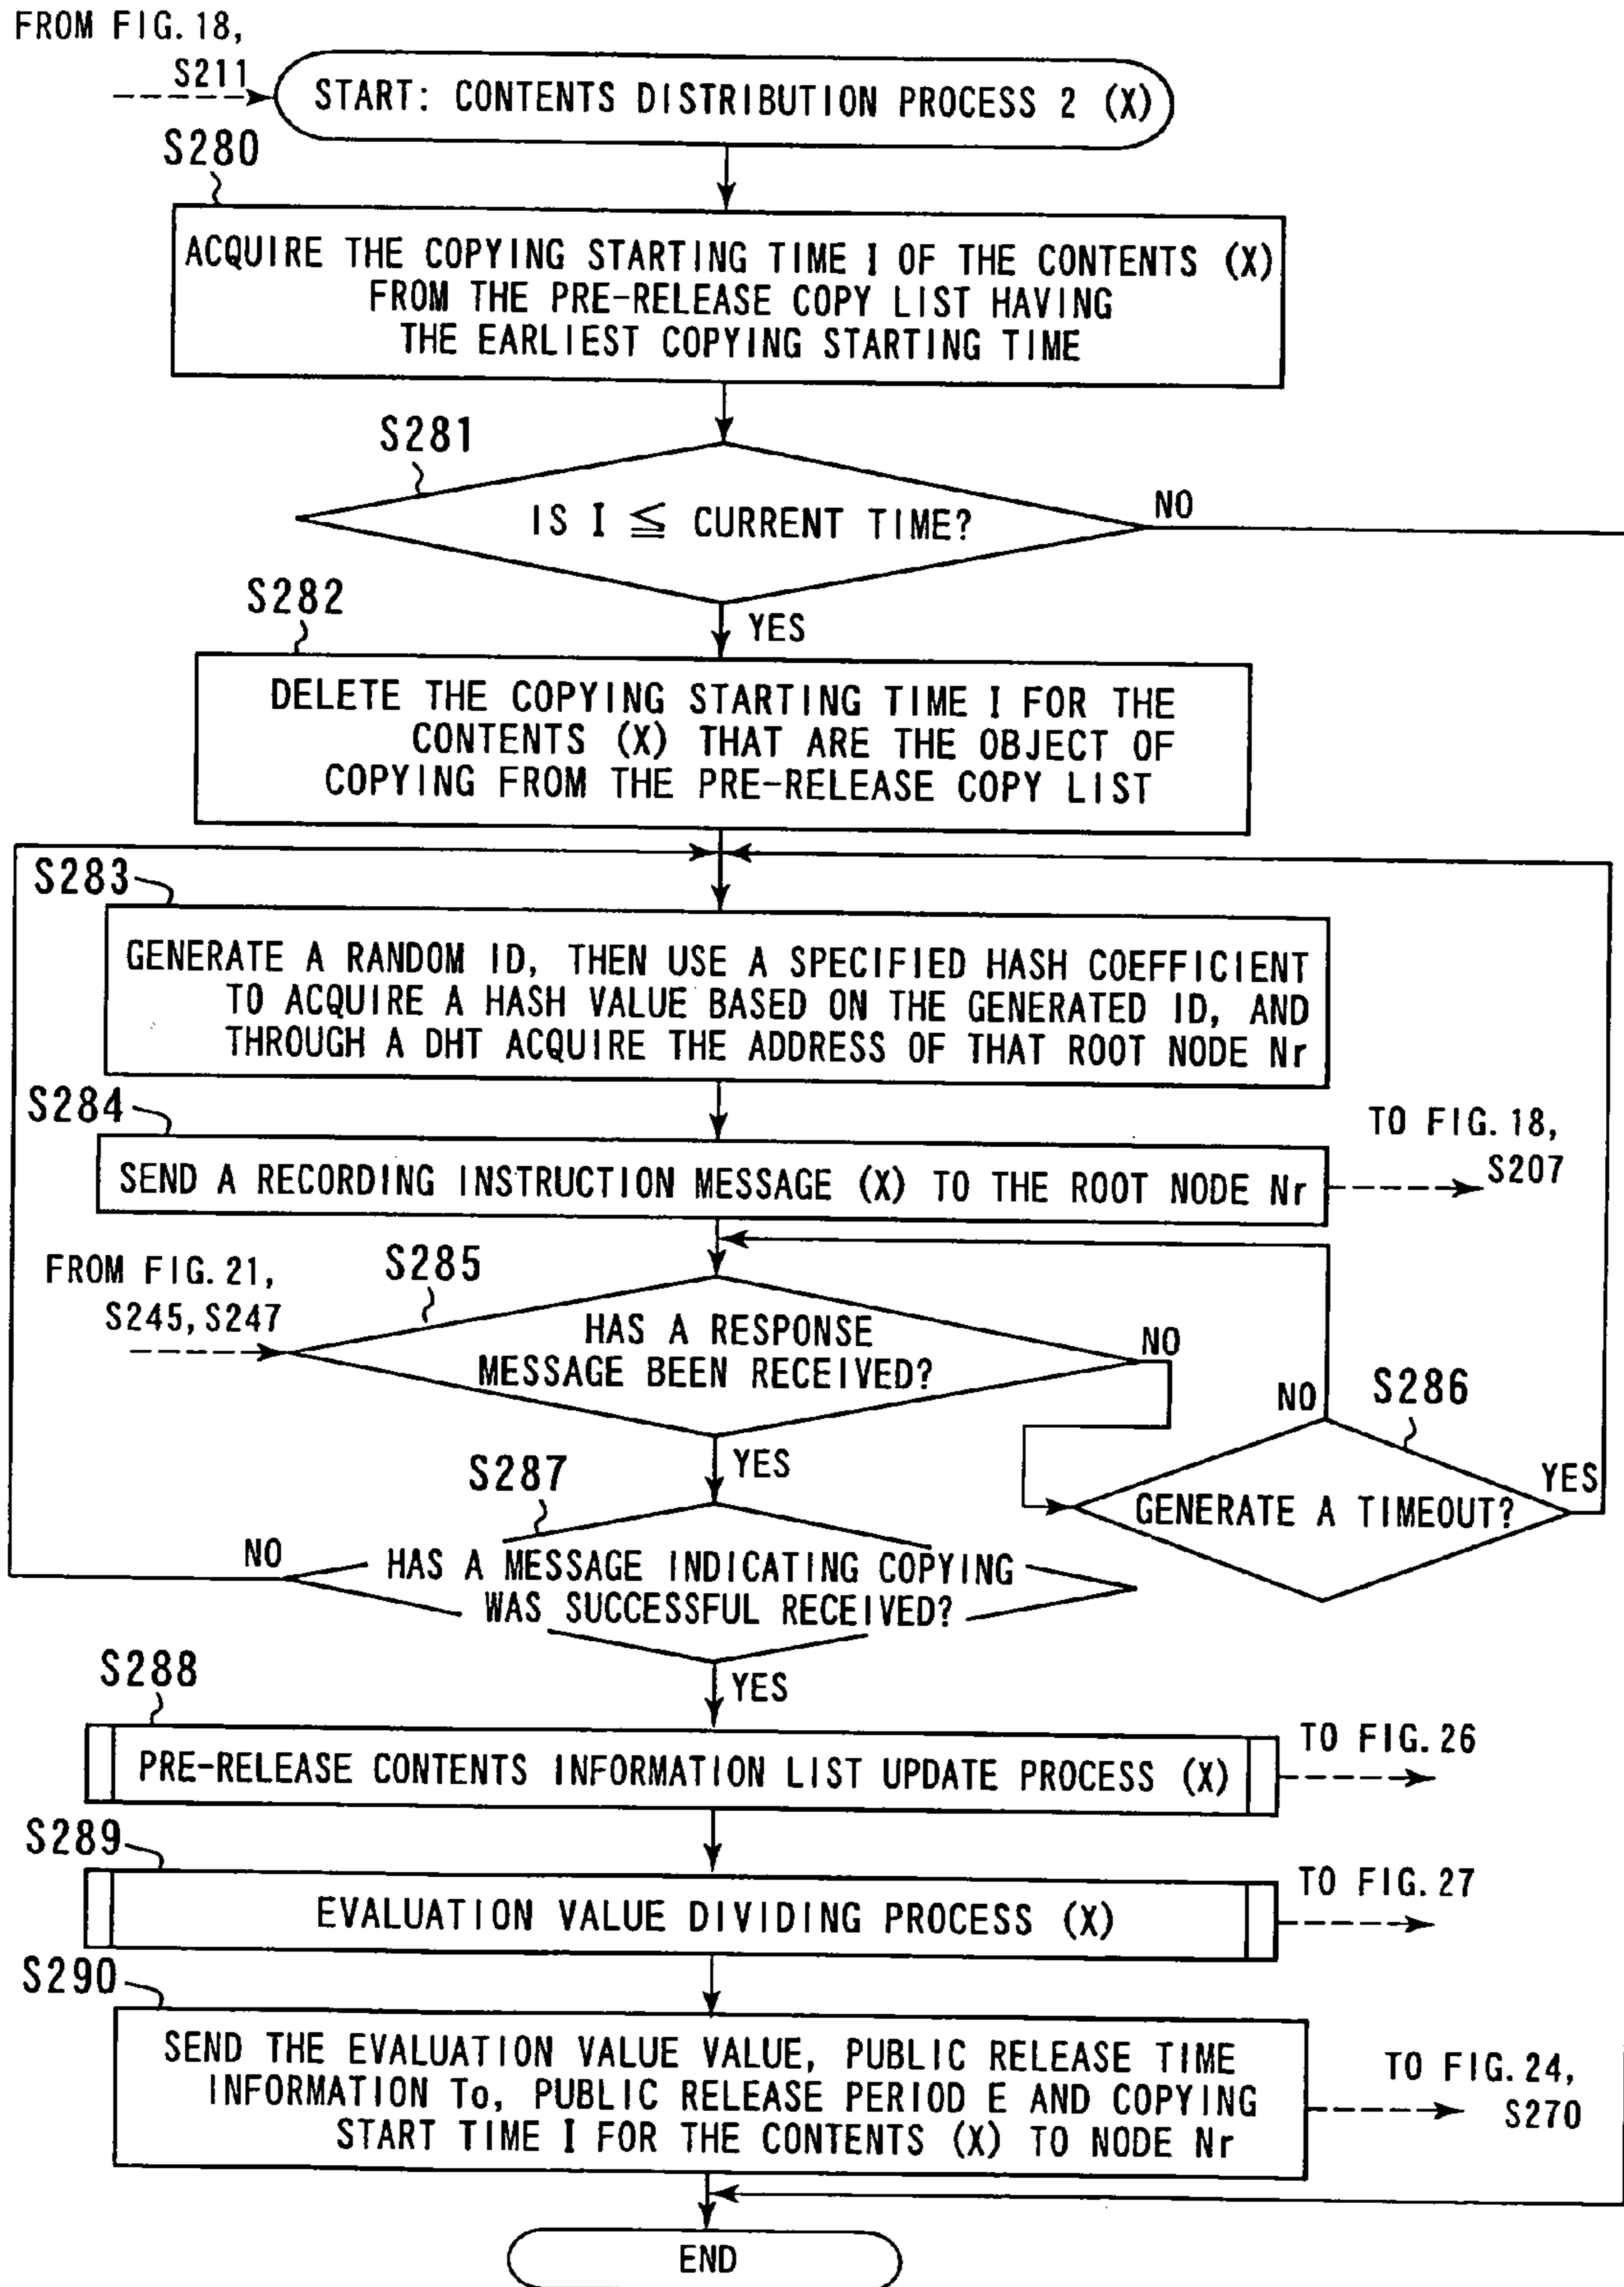 FROM FIG. 18,
S211
START: CONTENTS DISTRIBUTION PROCESS 2 (X)
S280
ACQUIRE THE COPYING STARTING TIME I OF THE CONTENTS (X)
FROM THE PRE-RELEASE COPY LIST HAVING
THE EARLIEST COPYING STARTING TIME
S281
IS I ≦ CURRENT TIME?
NO
YES
S282
DELETE THE COPYING STARTING TIME I FOR THE
CONTENTS (X) THAT ARE THE OBJECT OF
COPYING FROM THE PRE-RELEASE COPY LIST
S283
GENERATE A RANDOM ID, THEN USE A SPECIFIED HASH COEFFICIENT
TO ACQUIRE A HASH VALUE BASED ON THE GENERATED ID, AND
THROUGH A DHT ACQUIRE THE ADDRESS OF THAT ROOT NODE Nr
S284
SEND A RECORDING INSTRUCTION MESSAGE (X) TO THE ROOT NODE Nr
TO FIG. 18,
S207
FROM FIG. 21,
S245, S247
S285
HAS A RESPONSE
MESSAGE BEEN RECEIVED?
NO
YES
S286
GENERATE A TIMEOUT?
NO
YES
S287
HAS A MESSAGE INDICATING COPYING
WAS SUCCESSFUL RECEIVED?
NO
YES
S288
PRE-RELEASE CONTENTS INFORMATION LIST UPDATE PROCESS (X)
TO FIG. 26
S289
EVALUATION VALUE DIVIDING PROCESS (X)
TO FIG. 27
S290
SEND THE EVALUATION VALUE VALUE, PUBLIC RELEASE TIME
INFORMATION To, PUBLIC RELEASE PERIOD E AND COPYING
START TIME I FOR THE CONTENTS (X) TO NODE Nr
TO FIG. 24,
S270
END